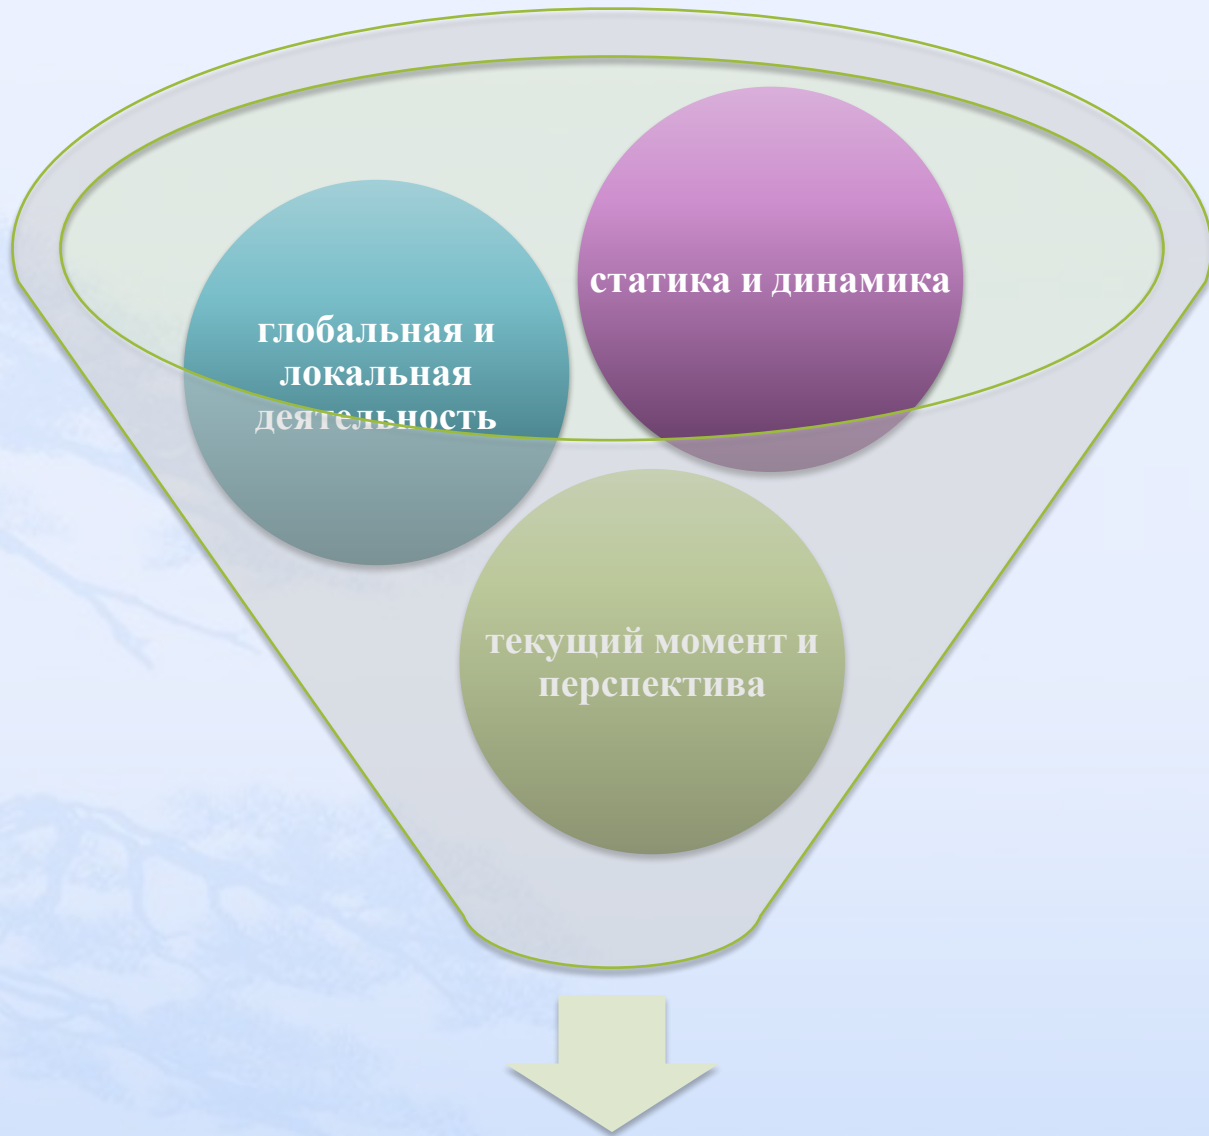 статика и динамика
глобальная и
локальная
деятельность
текущий момент и
перспектива